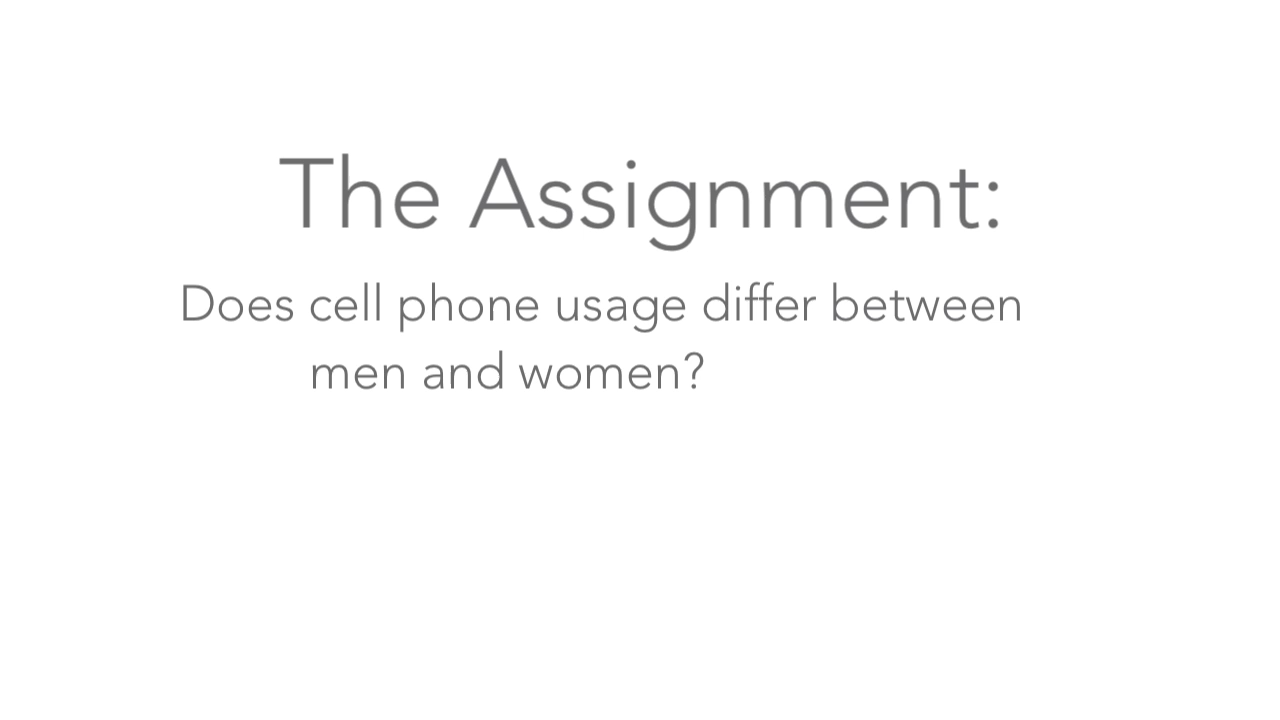 The Assignment:
Does cell phone usage differ between
men and women?